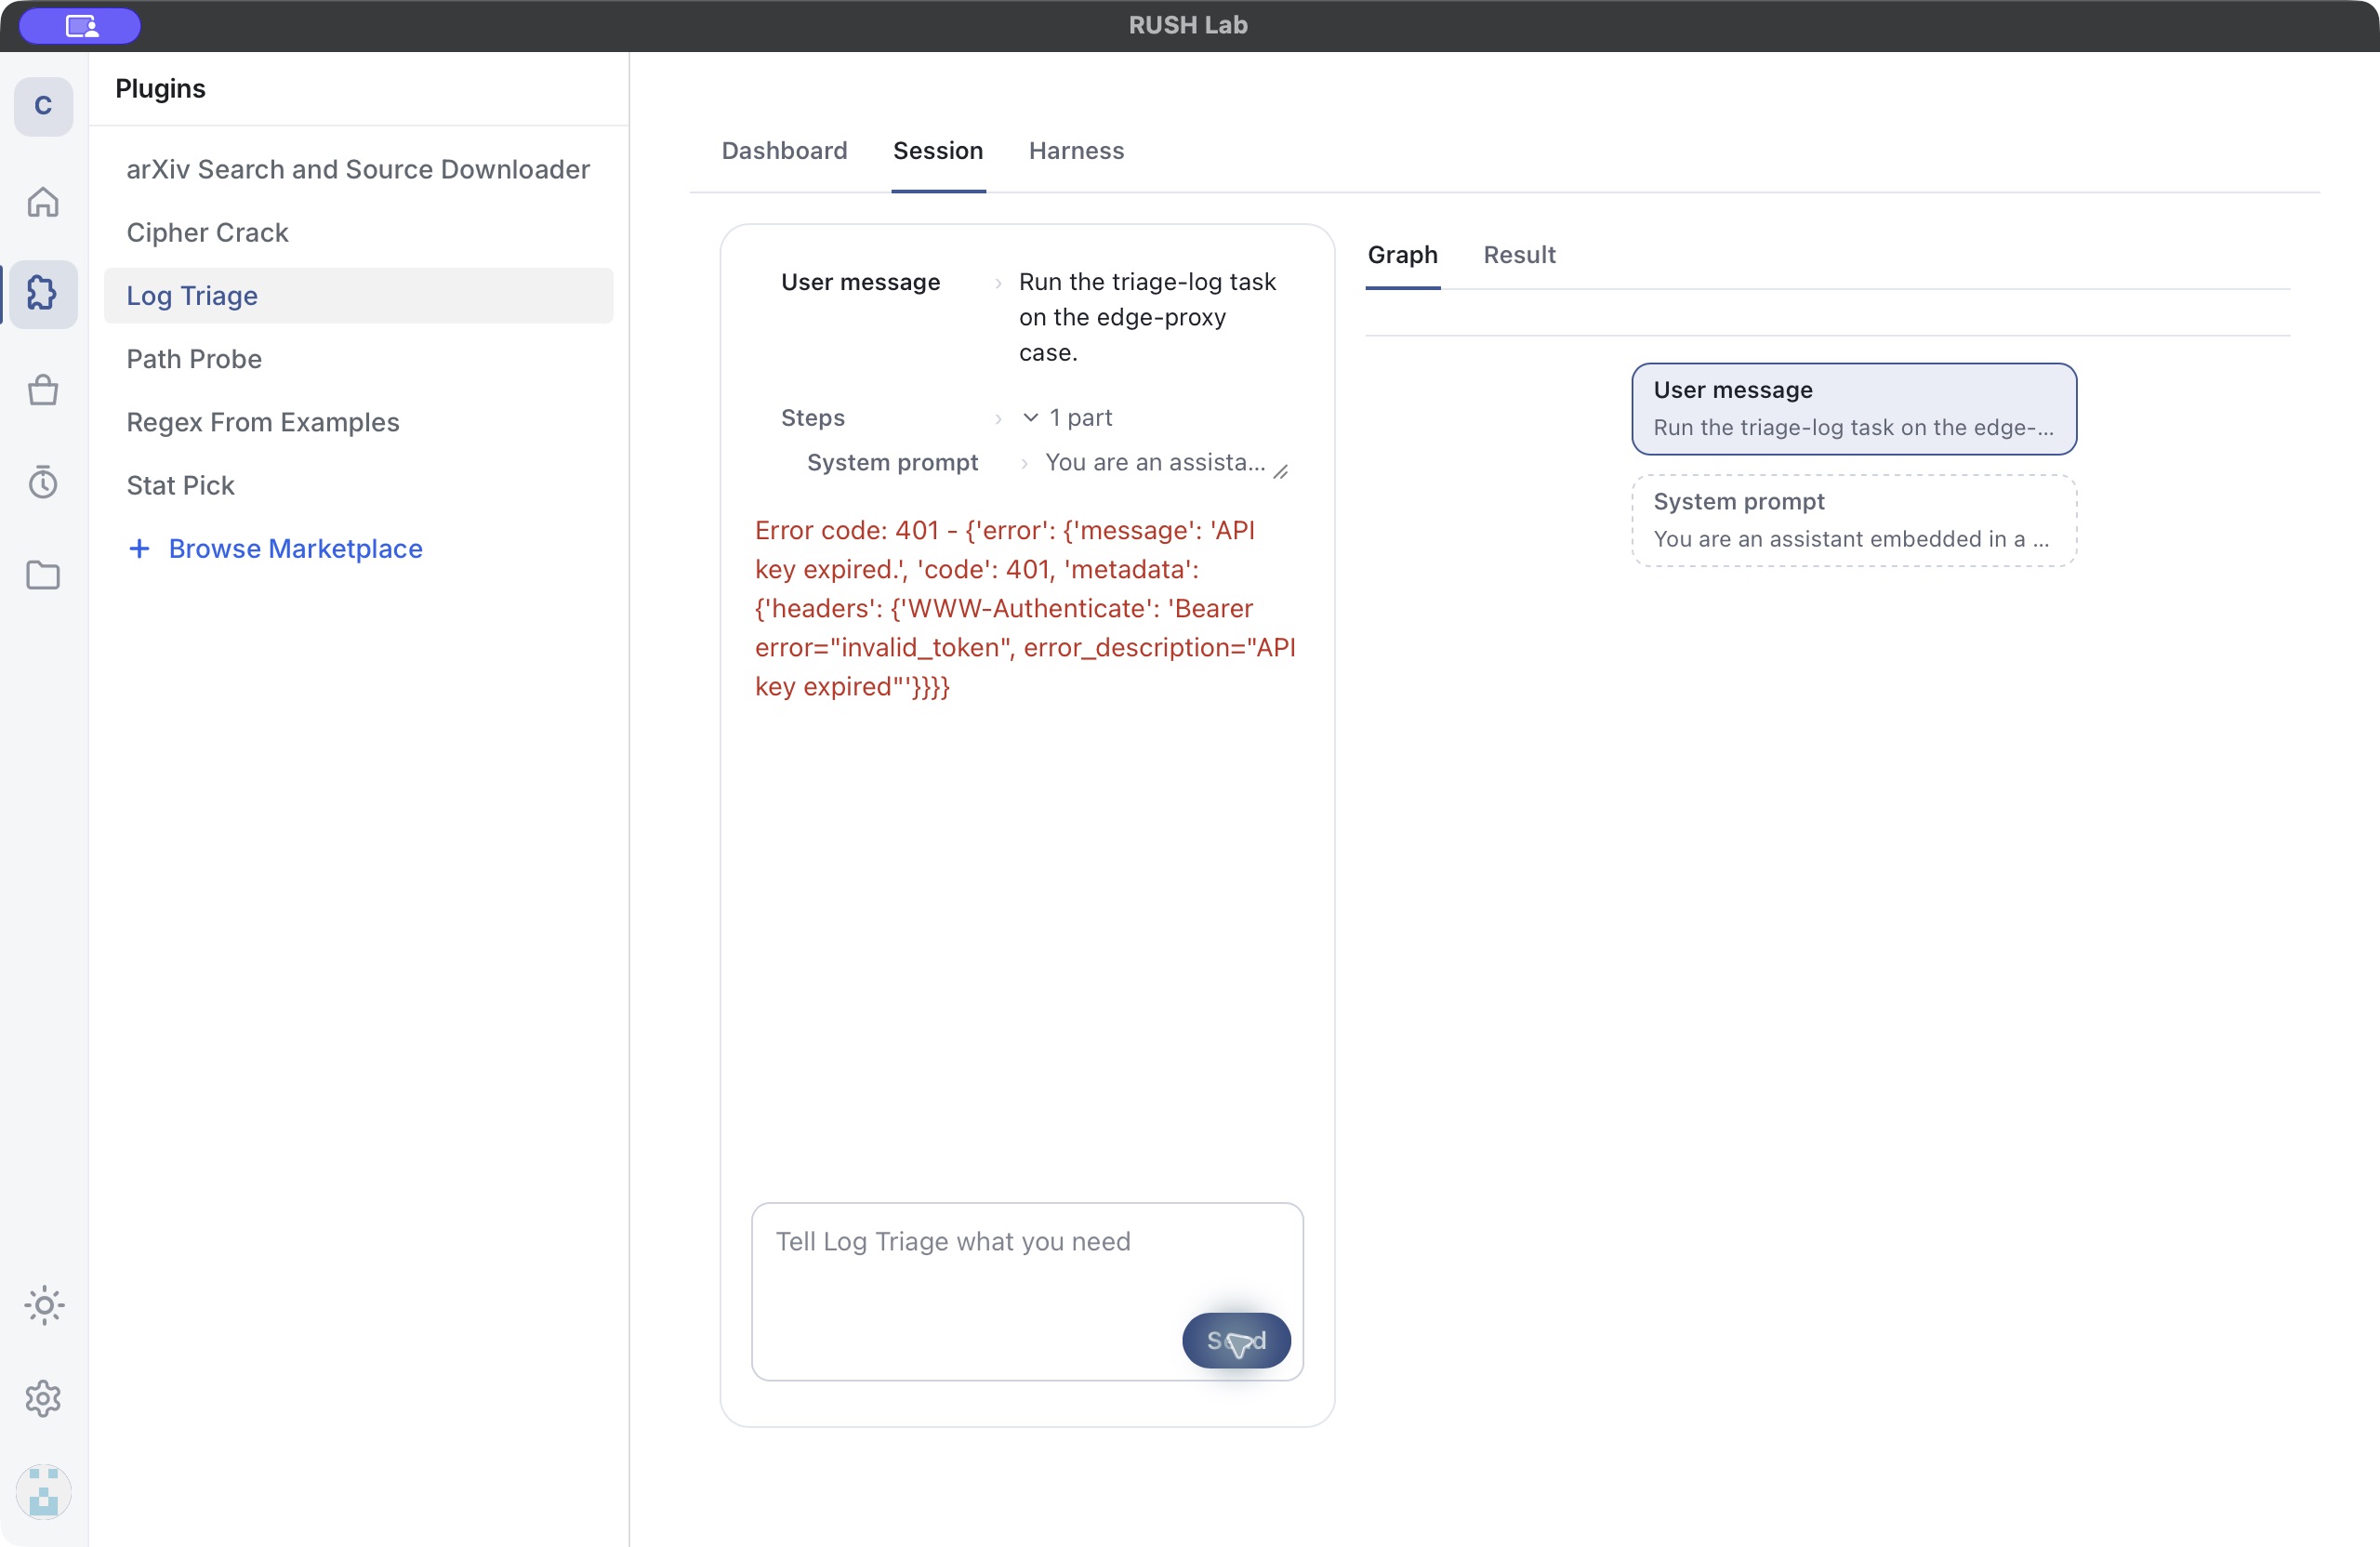 RUSH Lab
C
Plugins
arXiv Search and Source Downloader
Cipher Crack
Log Triage
Path Probe
Regex From Examples
Stat Pick
+ Browse Marketplace
Dashboard
Session
Harness
User message
Run the triage-log task
on the edge-proxy
case.
Steps
1 part
System prompt
You are an assista...
Error code: 401 - {'error': {'message': 'API
key expired.', 'code': 401, 'metadata':
{'headers': {'WWW-Authenticate': 'Bearer
error="invalid_token", error_description="API
key expired"'}}}}
Tell Log Triage what you need
Send
Graph
Result
User message
Run the triage-log task on the edge-...
System prompt
You are an assistant embedded in a ...